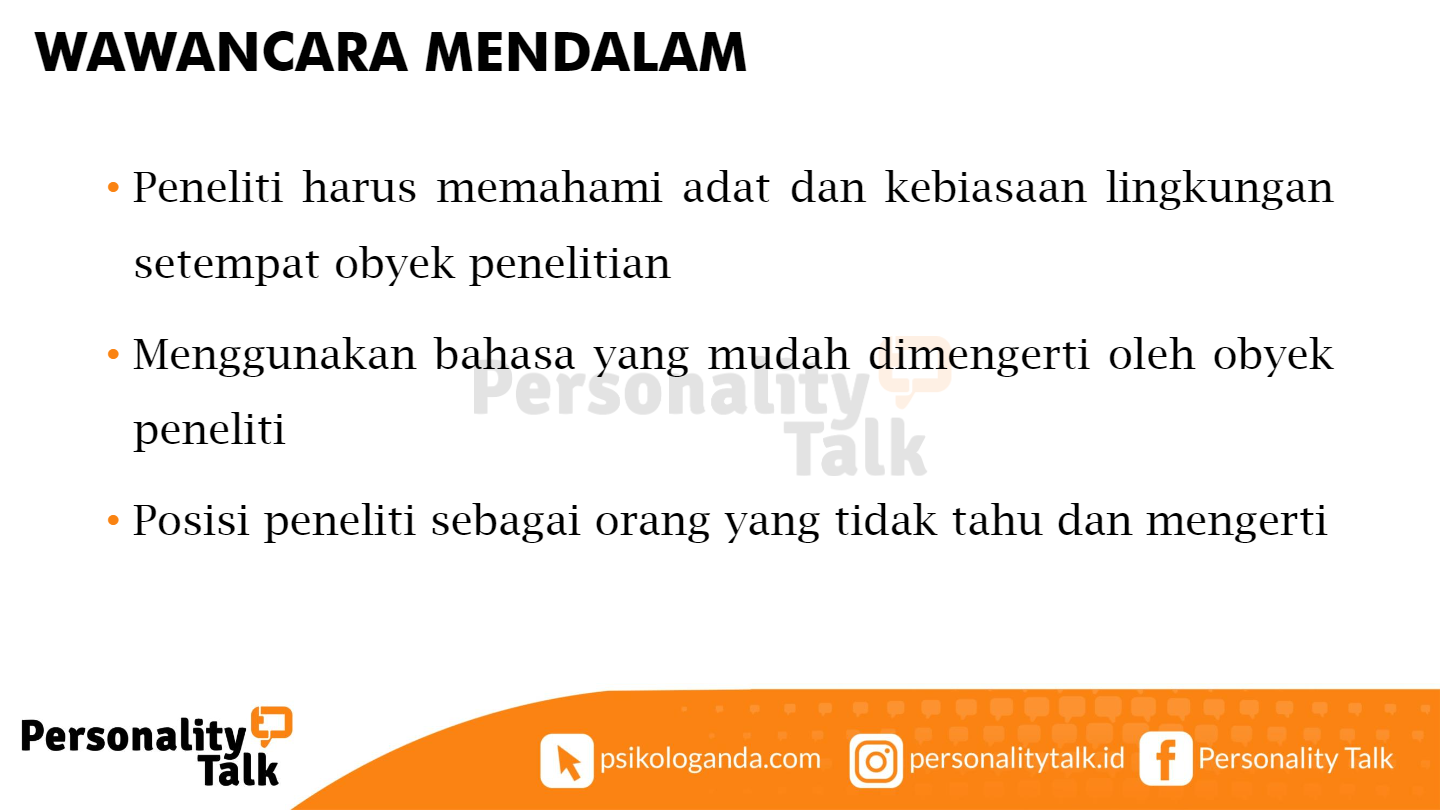 WAWANCARA MENDALAM
• Peneliti harus memahami adat dan kebiasaan lingkungan
setempat obyek penelitian
• Menggunakan bahasa yang mudah dimengerti oleh obyek
peneliti
• Posisi peneliti sebagai orang yang tidak tahu dan mengerti
Personality
Talk
Personality
Talk
psikologanda.com
personalitytalk.id
Personality Talk